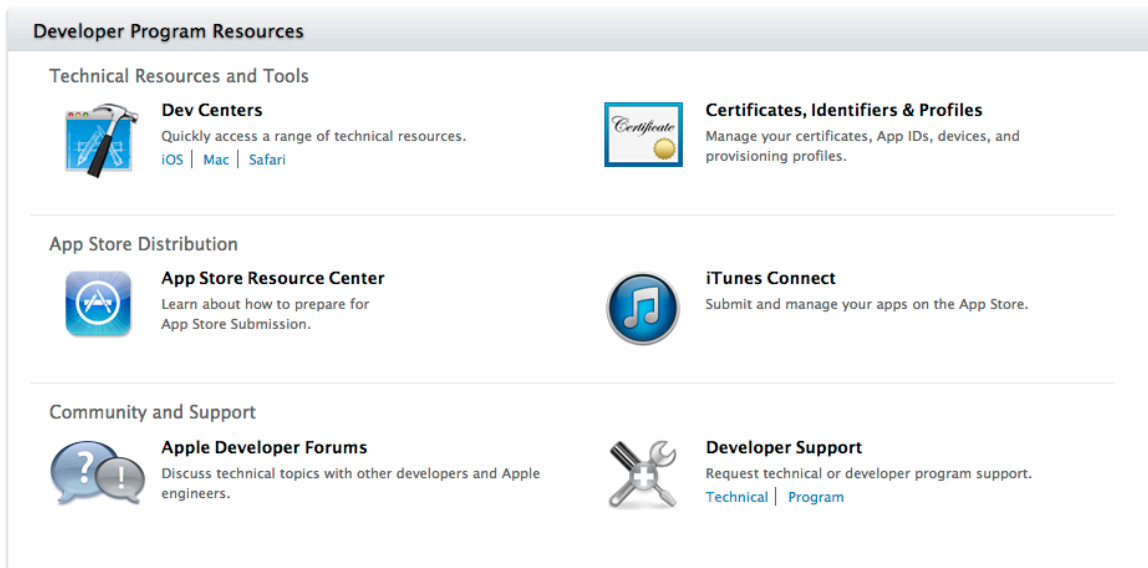 Developer Program Resources
Technical Resources and Tools
Dev Centers
Quickly access a range of technical resources.
iOS | Mac | Safari
Certificate
Certificates, Identifiers & Profiles
Manage your certificates, App IDs, devices, and
provisioning profiles.
App Store Distribution
App Store Resource Center
Learn about how to prepare for
App Store Submission.
iTunes Connect
Submit and manage your apps on the App Store.
Community and Support
? !
Apple Developer Forums
Discuss technical topics with other developers and Apple
engineers.
Developer Support
Request technical or developer program support.
Technical | Program